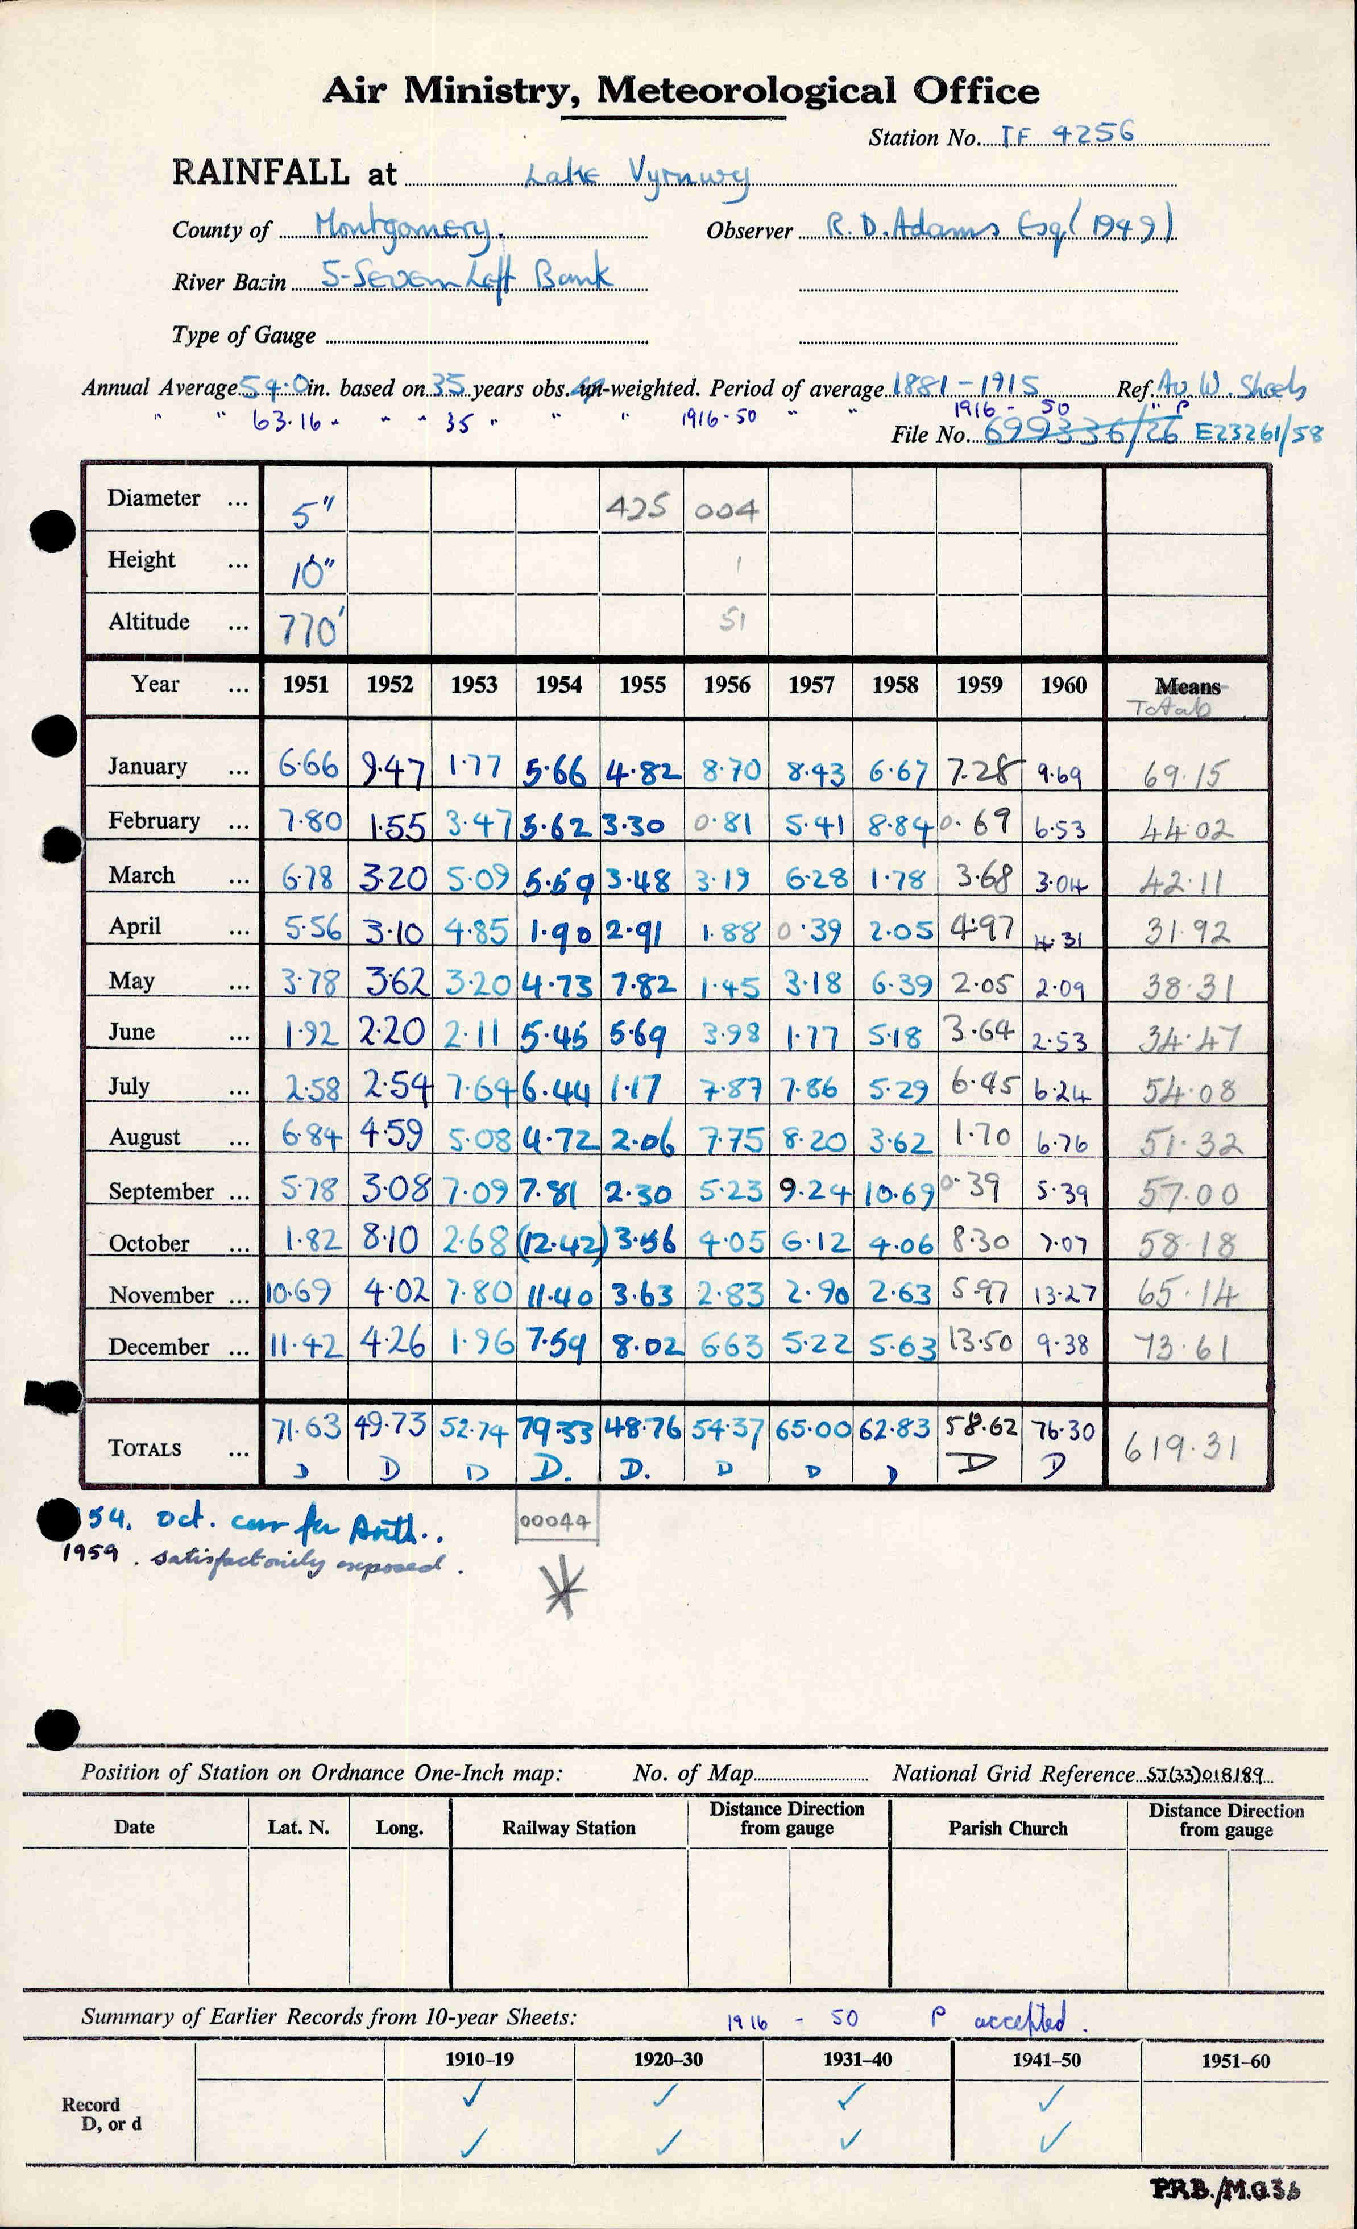 Air Ministry, Meteorological Office
Station No. IF 4256
RAINFALL at Lake Vyrnwy
County of Montgomery. Observer R. D. Adams Esq (1949)
River Basin 5-Severn Left Bank
Type of Gauge
Annual Average 54.0 in. based on 35 years obs. un-weighted. Period of average 1881-1915 Ref. Av. W. Sheets
" " 63.16 " " " 35 " " " 1916-50 " " 1916 - 50 " P
File No. 699336/26 E23261/58
Diameter ... 5" 425 004
Height ... 10" 1
Altitude ... 770' 51
Year ... 1951 1952 1953 1954 1955 1956 1957 1958 1959 1960 Means
Totals
January ... 6.66 9.47 1.77 5.66 4.82 8.70 8.43 6.67 7.28 9.69 69.15
February ... 7.80 1.55 3.47 5.62 3.30 0.81 5.41 8.84 0.69 6.53 44.02
March ... 6.78 3.20 5.09 5.59 3.48 3.19 6.28 1.78 3.68 3.04 42.11
April ... 5.56 3.10 4.85 1.90 2.91 1.88 0.39 2.05 4.97 4.31 31.92
May ... 3.78 3.62 3.20 4.73 7.82 1.45 3.18 6.39 2.05 2.09 38.31
June ... 1.92 2.20 2.11 5.45 5.69 3.98 1.77 5.18 3.64 2.53 34.47
July ... 2.58 2.54 7.64 6.44 1.17 7.87 7.86 5.29 6.45 6.24 54.08
August ... 6.84 4.59 5.08 4.72 2.06 7.75 8.20 3.62 1.70 6.76 51.32
September ... 5.78 3.08 7.09 7.81 2.30 5.23 9.24 10.69 0.39 5.39 57.00
October ... 1.82 8.10 2.68 (12.42) 3.56 4.05 6.12 4.06 8.30 7.07 58.18
November ... 10.69 4.02 7.80 11.40 3.63 2.83 2.90 2.63 5.97 13.27 65.14
December ... 11.42 4.26 1.96 7.59 8.02 6.63 5.22 5.63 13.50 9.38 73.61
TOTALS ... 71.63 49.73 52.74 79.33 48.76 54.37 65.00 62.83 58.62 76.30 619.31
D D D D. D. D D D D D
54. Oct. corr for Arith.. 00044
1959. satisfactorily exposed.
Position of Station on Ordnance One-Inch map: No. of Map National Grid Reference SJ(33)018189
Date Lat. N. Long. Railway Station Distance Direction from gauge Parish Church Distance Direction from gauge
Summary of Earlier Records from 10-year Sheets: 1916 - 50 P accepted.
1910–19 1920–30 1931–40 1941–50 1951–60
Record ✓ ✓ ✓ ✓
D, or d ✓ ✓ ✓ ✓
P.R.B./M.O.36